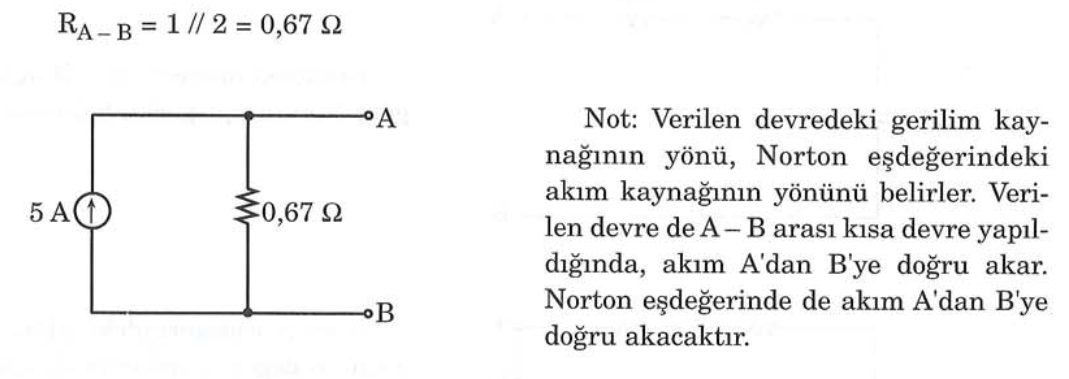 R_A – B = 1 // 2 = 0,67 Ω
A
5 A
0,67 Ω
B
Not: Verilen devredeki gerilim kay-
nağının yönü, Norton eşdeğerindeki
akım kaynağının yönünü belirler. Veri-
len devre de A – B arası kısa devre yapıl-
dığında, akım A'dan B'ye doğru akar.
Norton eşdeğerinde de akım A'dan B'ye
doğru akacaktır.